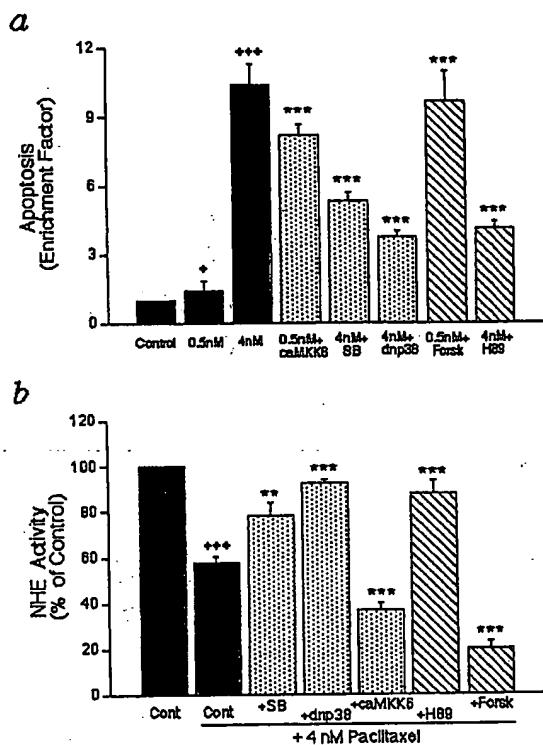 a
12
9
6
3
0
Apoptosis
(Enrichment Factor)
+
+++
***
***
***
***
***
Control
0.5nM
4nM
0.5nM+
caMKK6
4nM+
SB
4nM+
dnp38
0.5nM+
Forsk
4nM+
H89
b
120
100
80
60
40
20
0
NHE Activity
(% of Control)
+++
**
***
***
***
***
Cont
Cont
+SB
+dnp38
+caMKK6
+H89
+Forsk
+ 4 nM Paclitaxel